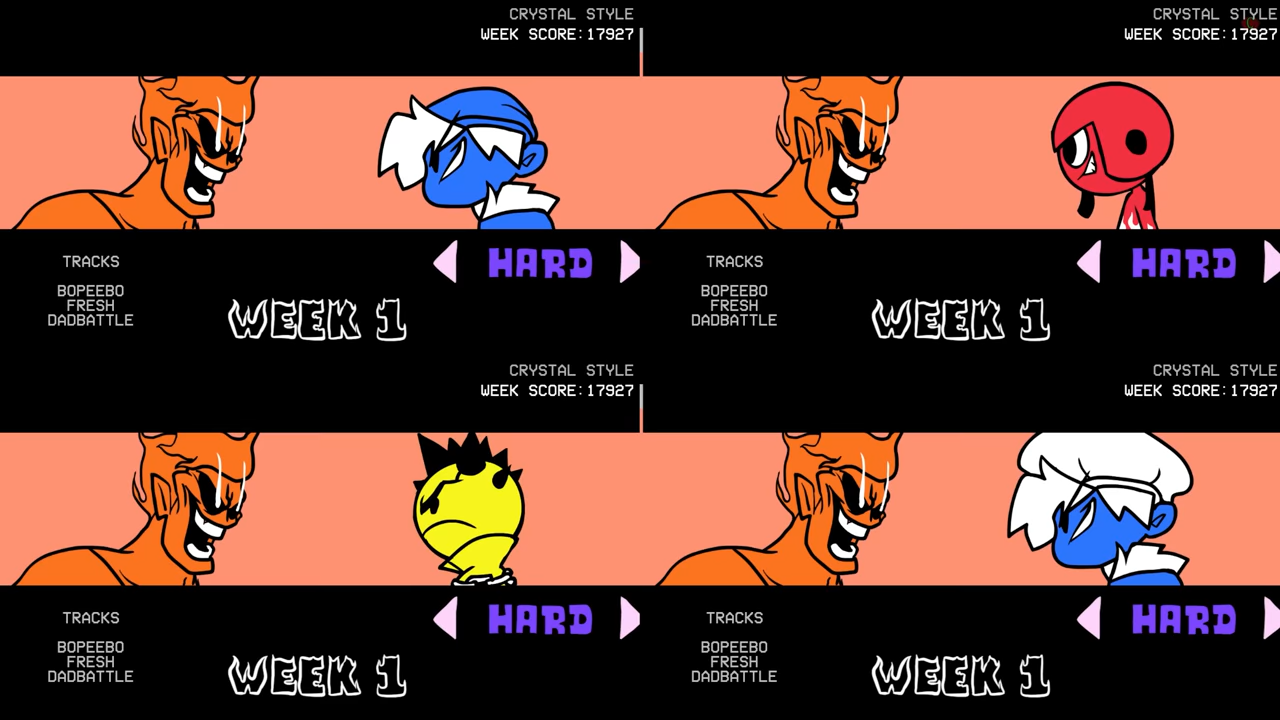 CRYSTAL STYLE
WEEK SCORE:17927
TRACKS
HARD
BOPEEBO
FRESH
DADBATTLE
WEEK 1
CRYSTAL STYLE
WEEK SCORE:17927
TRACKS
HARD
BOPEEBO
FRESH
DADBATTLE
WEEK 1
CRYSTAL STYLE
WEEK SCORE:17927
TRACKS
HARD
BOPEEBO
FRESH
DADBATTLE
WEEK 1
CRYSTAL STYLE
WEEK SCORE:17927
TRACKS
HARD
BOPEEBO
FRESH
DADBATTLE
WEEK 1